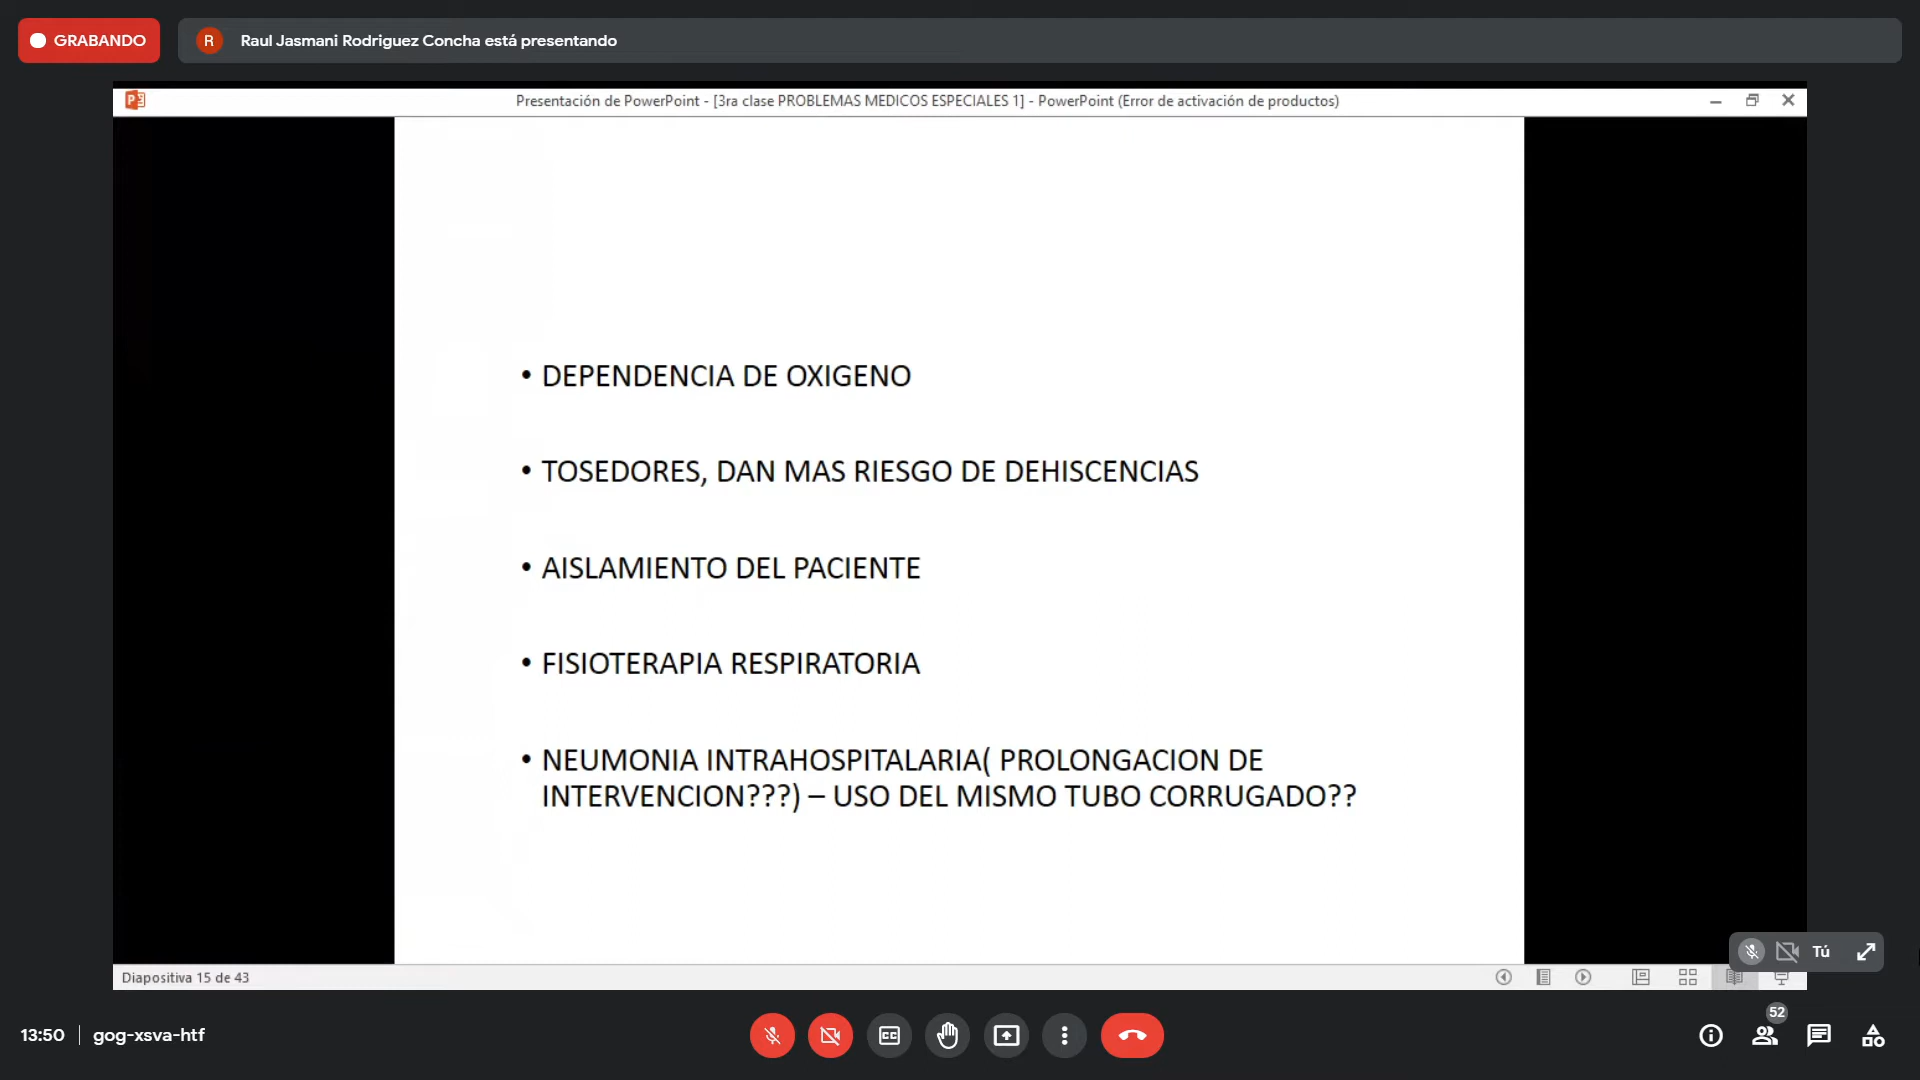 GRABANDO
R
Raul Jasmani Rodriguez Concha está presentando
Presentación de PowerPoint - [3ra clase PROBLEMAS MEDICOS ESPECIALES 1] - PowerPoint (Error de activación de productos)
• DEPENDENCIA DE OXIGENO
• TOSEDORES, DAN MAS RIESGO DE DEHISCENCIAS
• AISLAMIENTO DEL PACIENTE
• FISIOTERAPIA RESPIRATORIA
• NEUMONIA INTRAHOSPITALARIA( PROLONGACION DE
INTERVENCION???) – USO DEL MISMO TUBO CORRUGADO??
Tú
Diapositiva 15 de 43
13:50
gog-xsva-htf
52